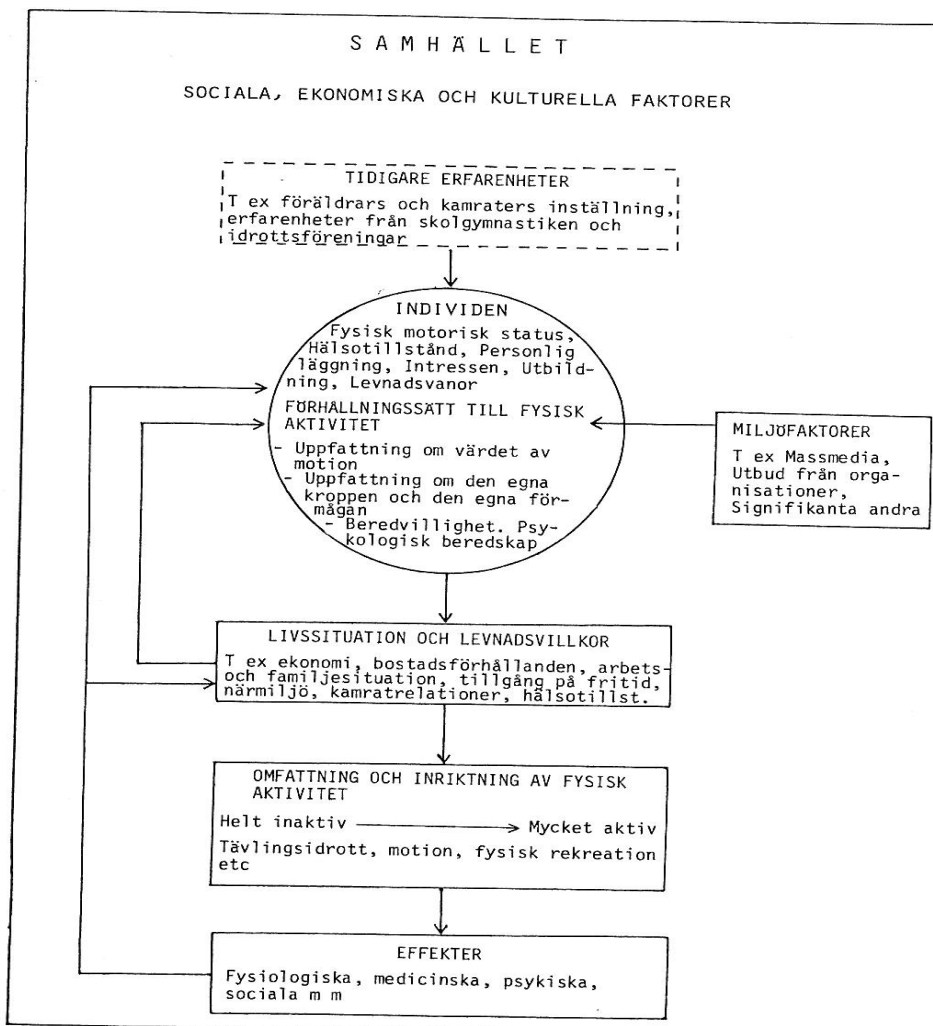 SAMHÄLLET
SOCIALA, EKONOMISKA OCH KULTURELLA FAKTORER
TIDIGARE ERFARENHETER
T ex föräldrars och kamraters inställning,
erfarenheter från skolgymnastiken och
idrottsföreningar
INDIVIDEN
Fysisk motorisk status,
Hälsotillstånd, Personlig
läggning, Intressen, Utbild-
ning, Levnadsvanor
FÖRHÅLLNINGSSÄTT TILL FYSISK
AKTIVITET
- Uppfattning om värdet av
motion
- Uppfattning om den egna
kroppen och den egna för-
mågan
- Beredvillighet. Psy-
kologisk beredskap
MILJÖFAKTORER
T ex Massmedia,
Utbud från orga-
nisationer,
Signifikanta andra
LIVSSITUATION OCH LEVNADSVILLKOR
T ex ekonomi, bostadsförhållanden, arbets-
och familjesituation, tillgång på fritid,
närmiljö, kamratrelationer, hälsotillst.
OMFATTNING OCH INRIKTNING AV FYSISK
AKTIVITET
Helt inaktiv Mycket aktiv
Tävlingsidrott, motion, fysisk rekreation
etc
EFFEKTER
Fysiologiska, medicinska, psykiska,
sociala m m